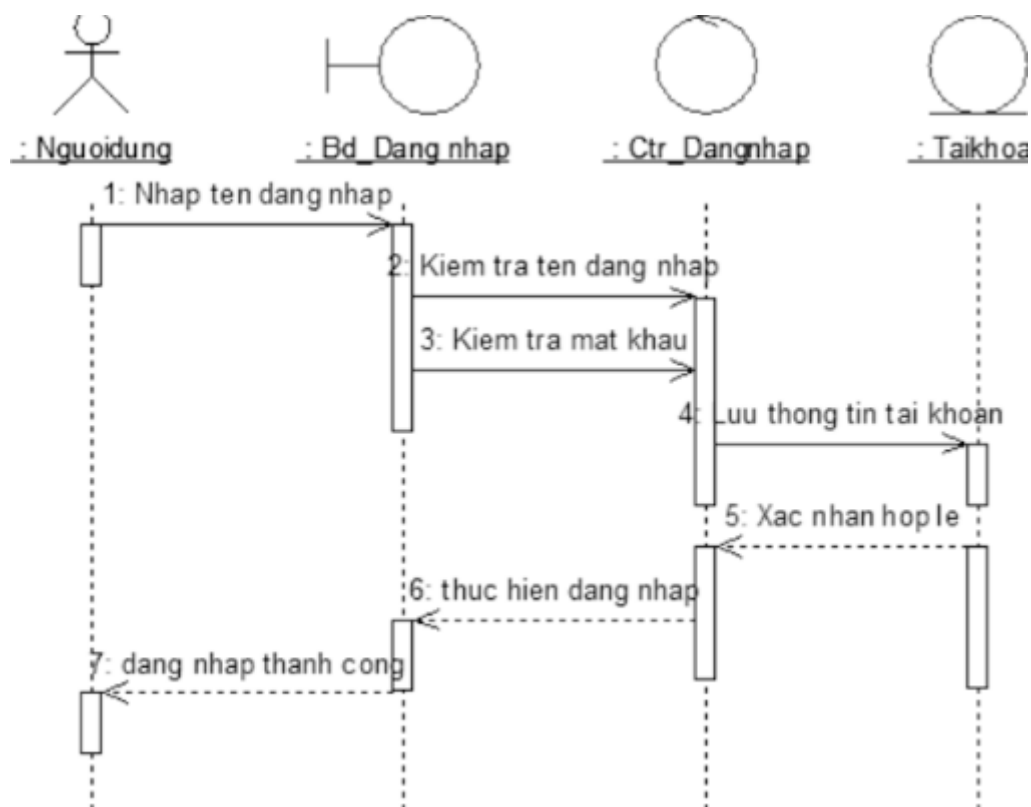 : Nguoidung
: Bd_Dang nhap
: Ctr_Dangnhap
: Taikhoa
1: Nhap ten dang nhap
2: Kiem tra ten dang nhap
3: Kiem tra mat khau
4: Luu thong tin tai khoan
5: Xac nhan hop le
6: thuc hien dang nhap
7: dang nhap thanh cong